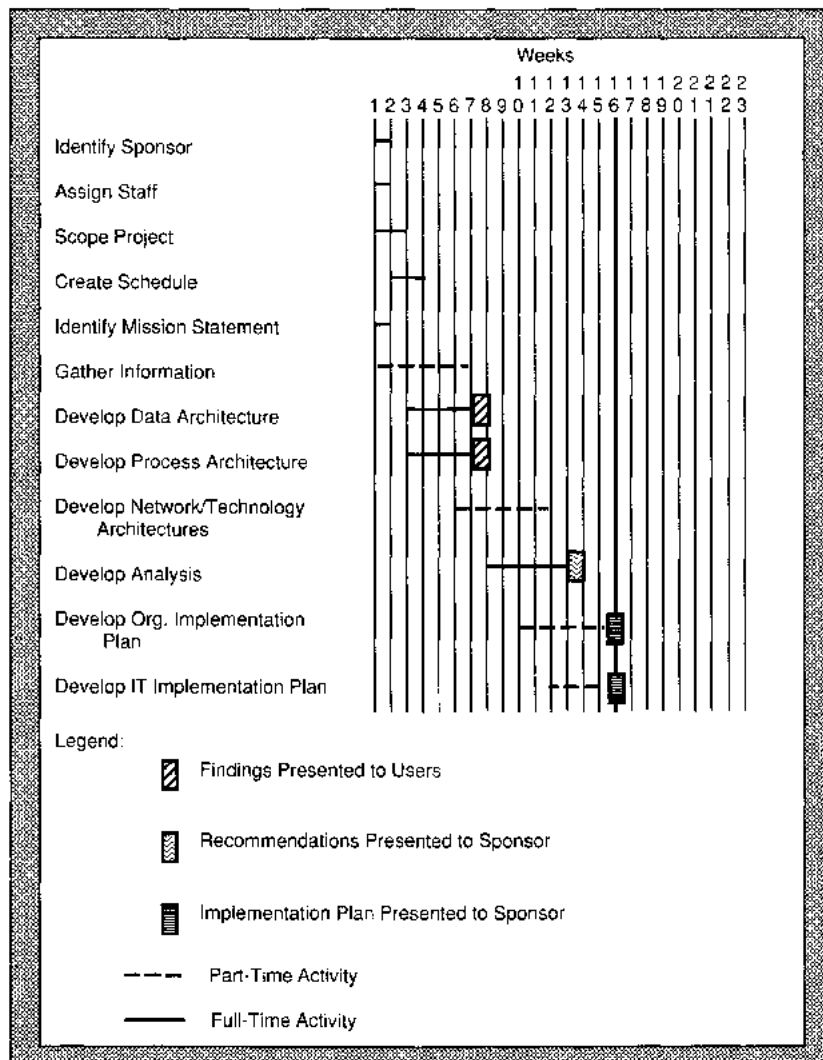 Weeks
1 1 1 1 1 1 1 1 1 1 2 2 2 2
1 2 3 4 5 6 7 8 9 0 1 2 3 4 5 6 7 8 9 0 1 2 3
Identify Sponsor
Assign Staff
Scope Project
Create Schedule
Identify Mission Statement
Gather Information
Develop Data Architecture
Develop Process Architecture
Develop Network/Technology
Architectures
Develop Analysis
Develop Org. Implementation
Plan
Develop IT Implementation Plan
Legend:
Findings Presented to Users
Recommendations Presented to Sponsor
Implementation Plan Presented to Sponsor
Part-Time Activity
Full-Time Activity